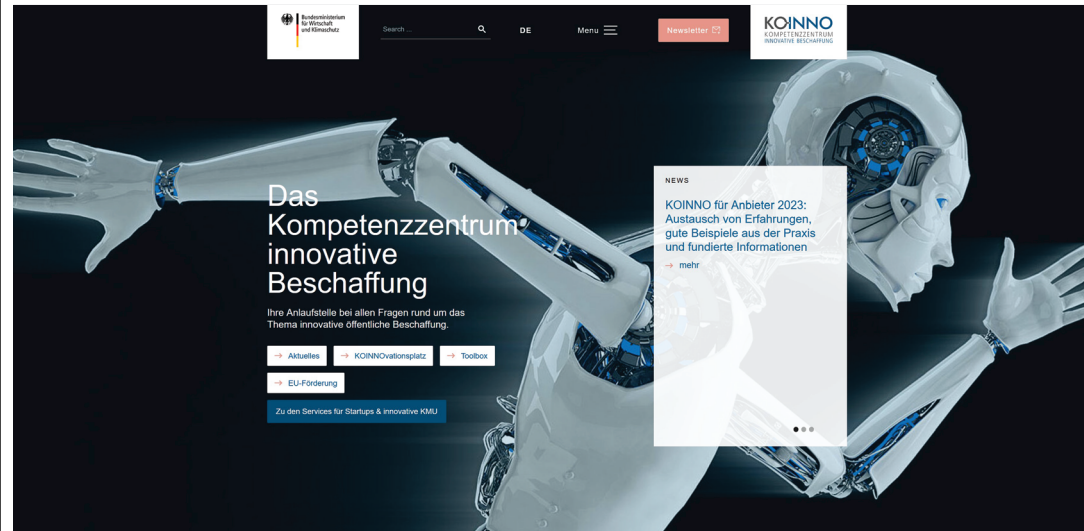 Bundesministerium
für Wirtschaft
und Klimaschutz
Search ...
DE
Menu
Newsletter
KOINNO
KOMPETENZZENTRUM
INNOVATIVE BESCHAFFUNG
Das
Kompetenzzentrum
innovative
Beschaffung
Ihre Anlaufstelle bei allen Fragen rund um das
Thema innovative öffentliche Beschaffung.
→ Aktuelles
→ KOINNOvationsplatz
→ Toolbox
→ EU-Förderung
Zu den Services für Startups & innovative KMU
NEWS
KOINNO für Anbieter 2023:
Austausch von Erfahrungen,
gute Beispiele aus der Praxis
und fundierte Informationen
→ mehr